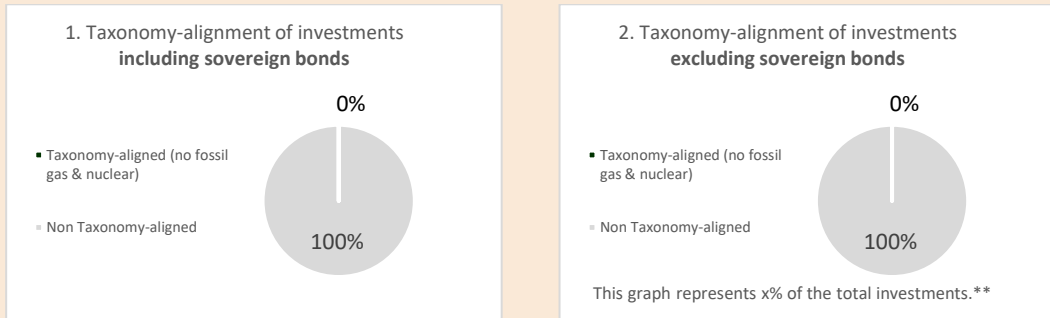 1. Taxonomy-alignment of investments
including sovereign bonds
0%
Taxonomy-aligned (no fossil
gas & nuclear)
Non Taxonomy-aligned
100%
2. Taxonomy-alignment of investments
excluding sovereign bonds
0%
Taxonomy-aligned (no fossil
gas & nuclear)
Non Taxonomy-aligned
100%
This graph represents x% of the total investments.**